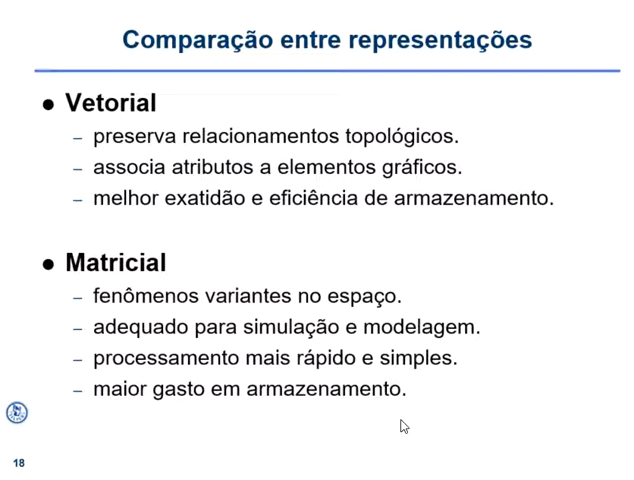 Comparação entre representações
● Vetorial
– preserva relacionamentos topológicos.
– associa atributos a elementos gráficos.
– melhor exatidão e eficiência de armazenamento.
● Matricial
– fenômenos variantes no espaço.
– adequado para simulação e modelagem.
– processamento mais rápido e simples.
– maior gasto em armazenamento.
18